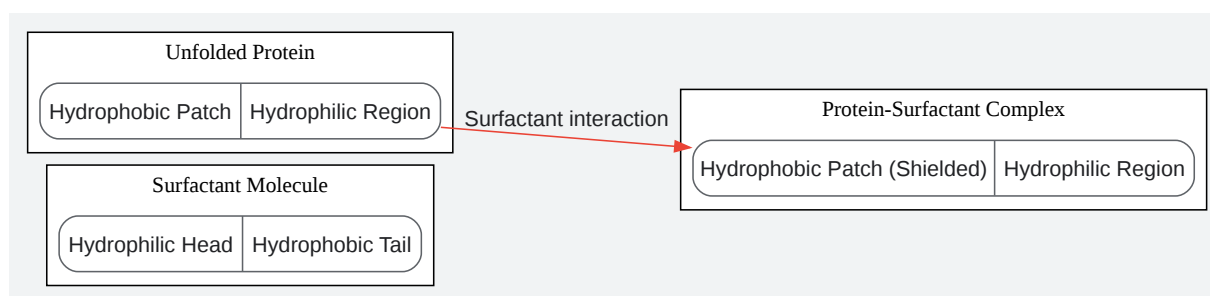 Unfolded Protein
Hydrophobic Patch
Hydrophilic Region
Surfactant interaction
Surfactant Molecule
Hydrophilic Head
Hydrophobic Tail
Protein-Surfactant Complex
Hydrophobic Patch (Shielded)
Hydrophilic Region